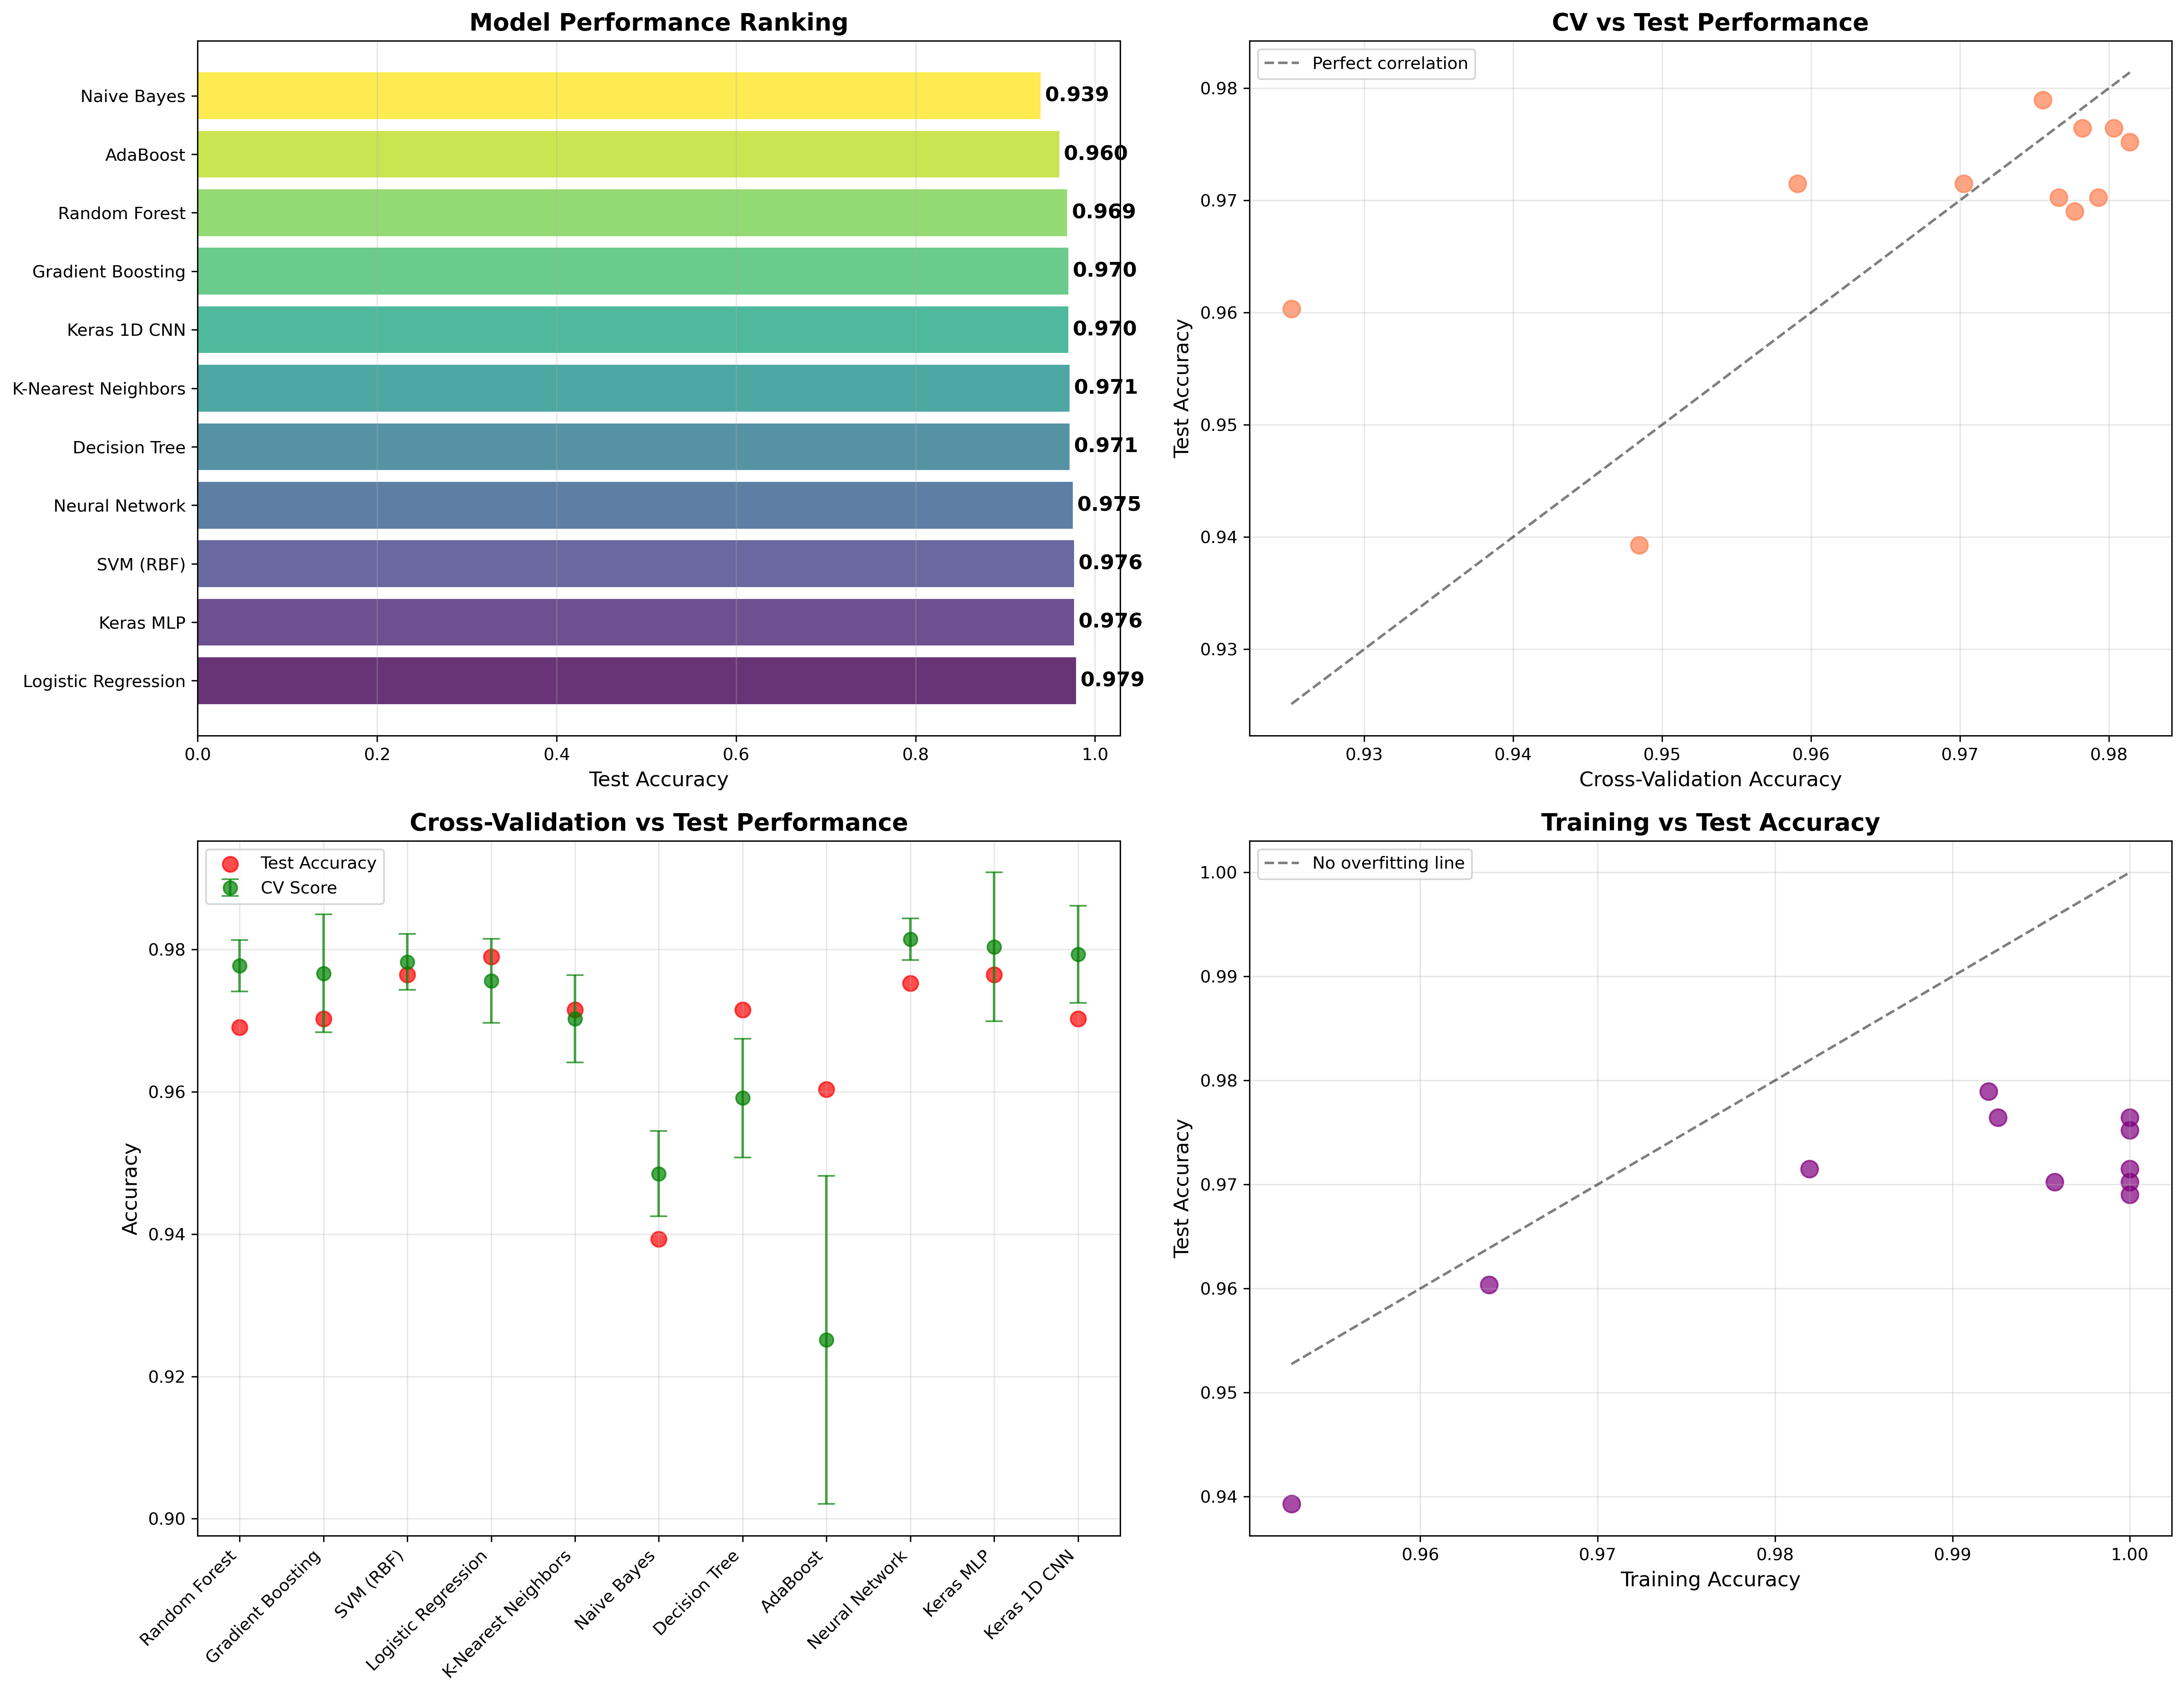 Model Performance Ranking
Naive Bayes
0.939
AdaBoost
0.960
Random Forest
0.969
Gradient Boosting
0.970
Keras 1D CNN
0.970
K-Nearest Neighbors
0.971
Decision Tree
0.971
Neural Network
0.975
SVM (RBF)
0.976
Keras MLP
0.976
Logistic Regression
0.979
0.0 0.2 0.4 0.6 0.8 1.0
Test Accuracy
CV vs Test Performance
Perfect correlation
Test Accuracy
0.98
0.97
0.96
0.95
0.94
0.93
0.93 0.94 0.95 0.96 0.97 0.98
Cross-Validation Accuracy
Cross-Validation vs Test Performance
Test Accuracy
CV Score
Accuracy
0.98
0.96
0.94
0.92
0.90
Random Forest
Gradient Boosting
SVM (RBF)
Logistic Regression
K-Nearest Neighbors
Naive Bayes
Decision Tree
AdaBoost
Neural Network
Keras MLP
Keras 1D CNN
Training vs Test Accuracy
No overfitting line
Test Accuracy
1.00
0.99
0.98
0.97
0.96
0.95
0.94
0.96 0.97 0.98 0.99 1.00
Training Accuracy